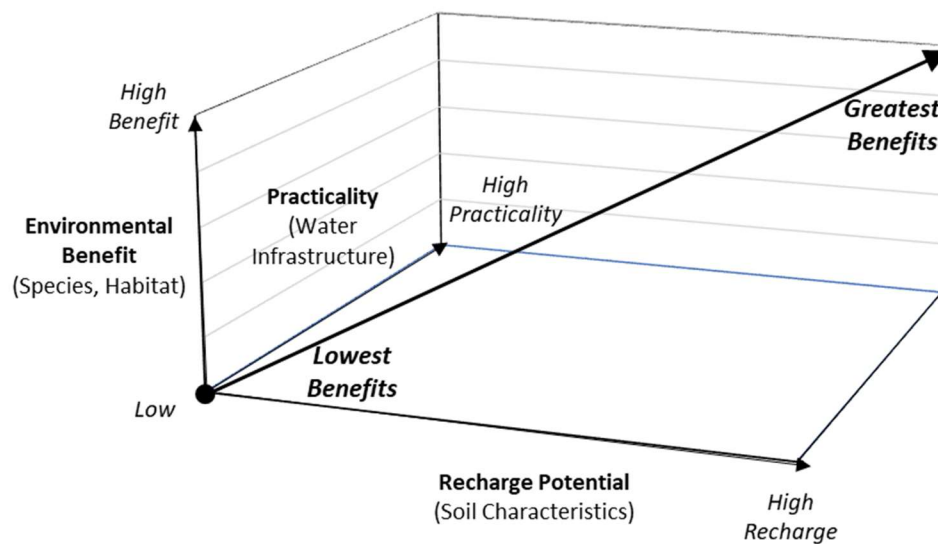 High
Benefit
Environmental
Benefit
(Species, Habitat)
Practicality
(Water
Infrastructure)
High
Practicality
Greatest
Benefits
Lowest
Benefits
Low
Recharge Potential
(Soil Characteristics)
High
Recharge